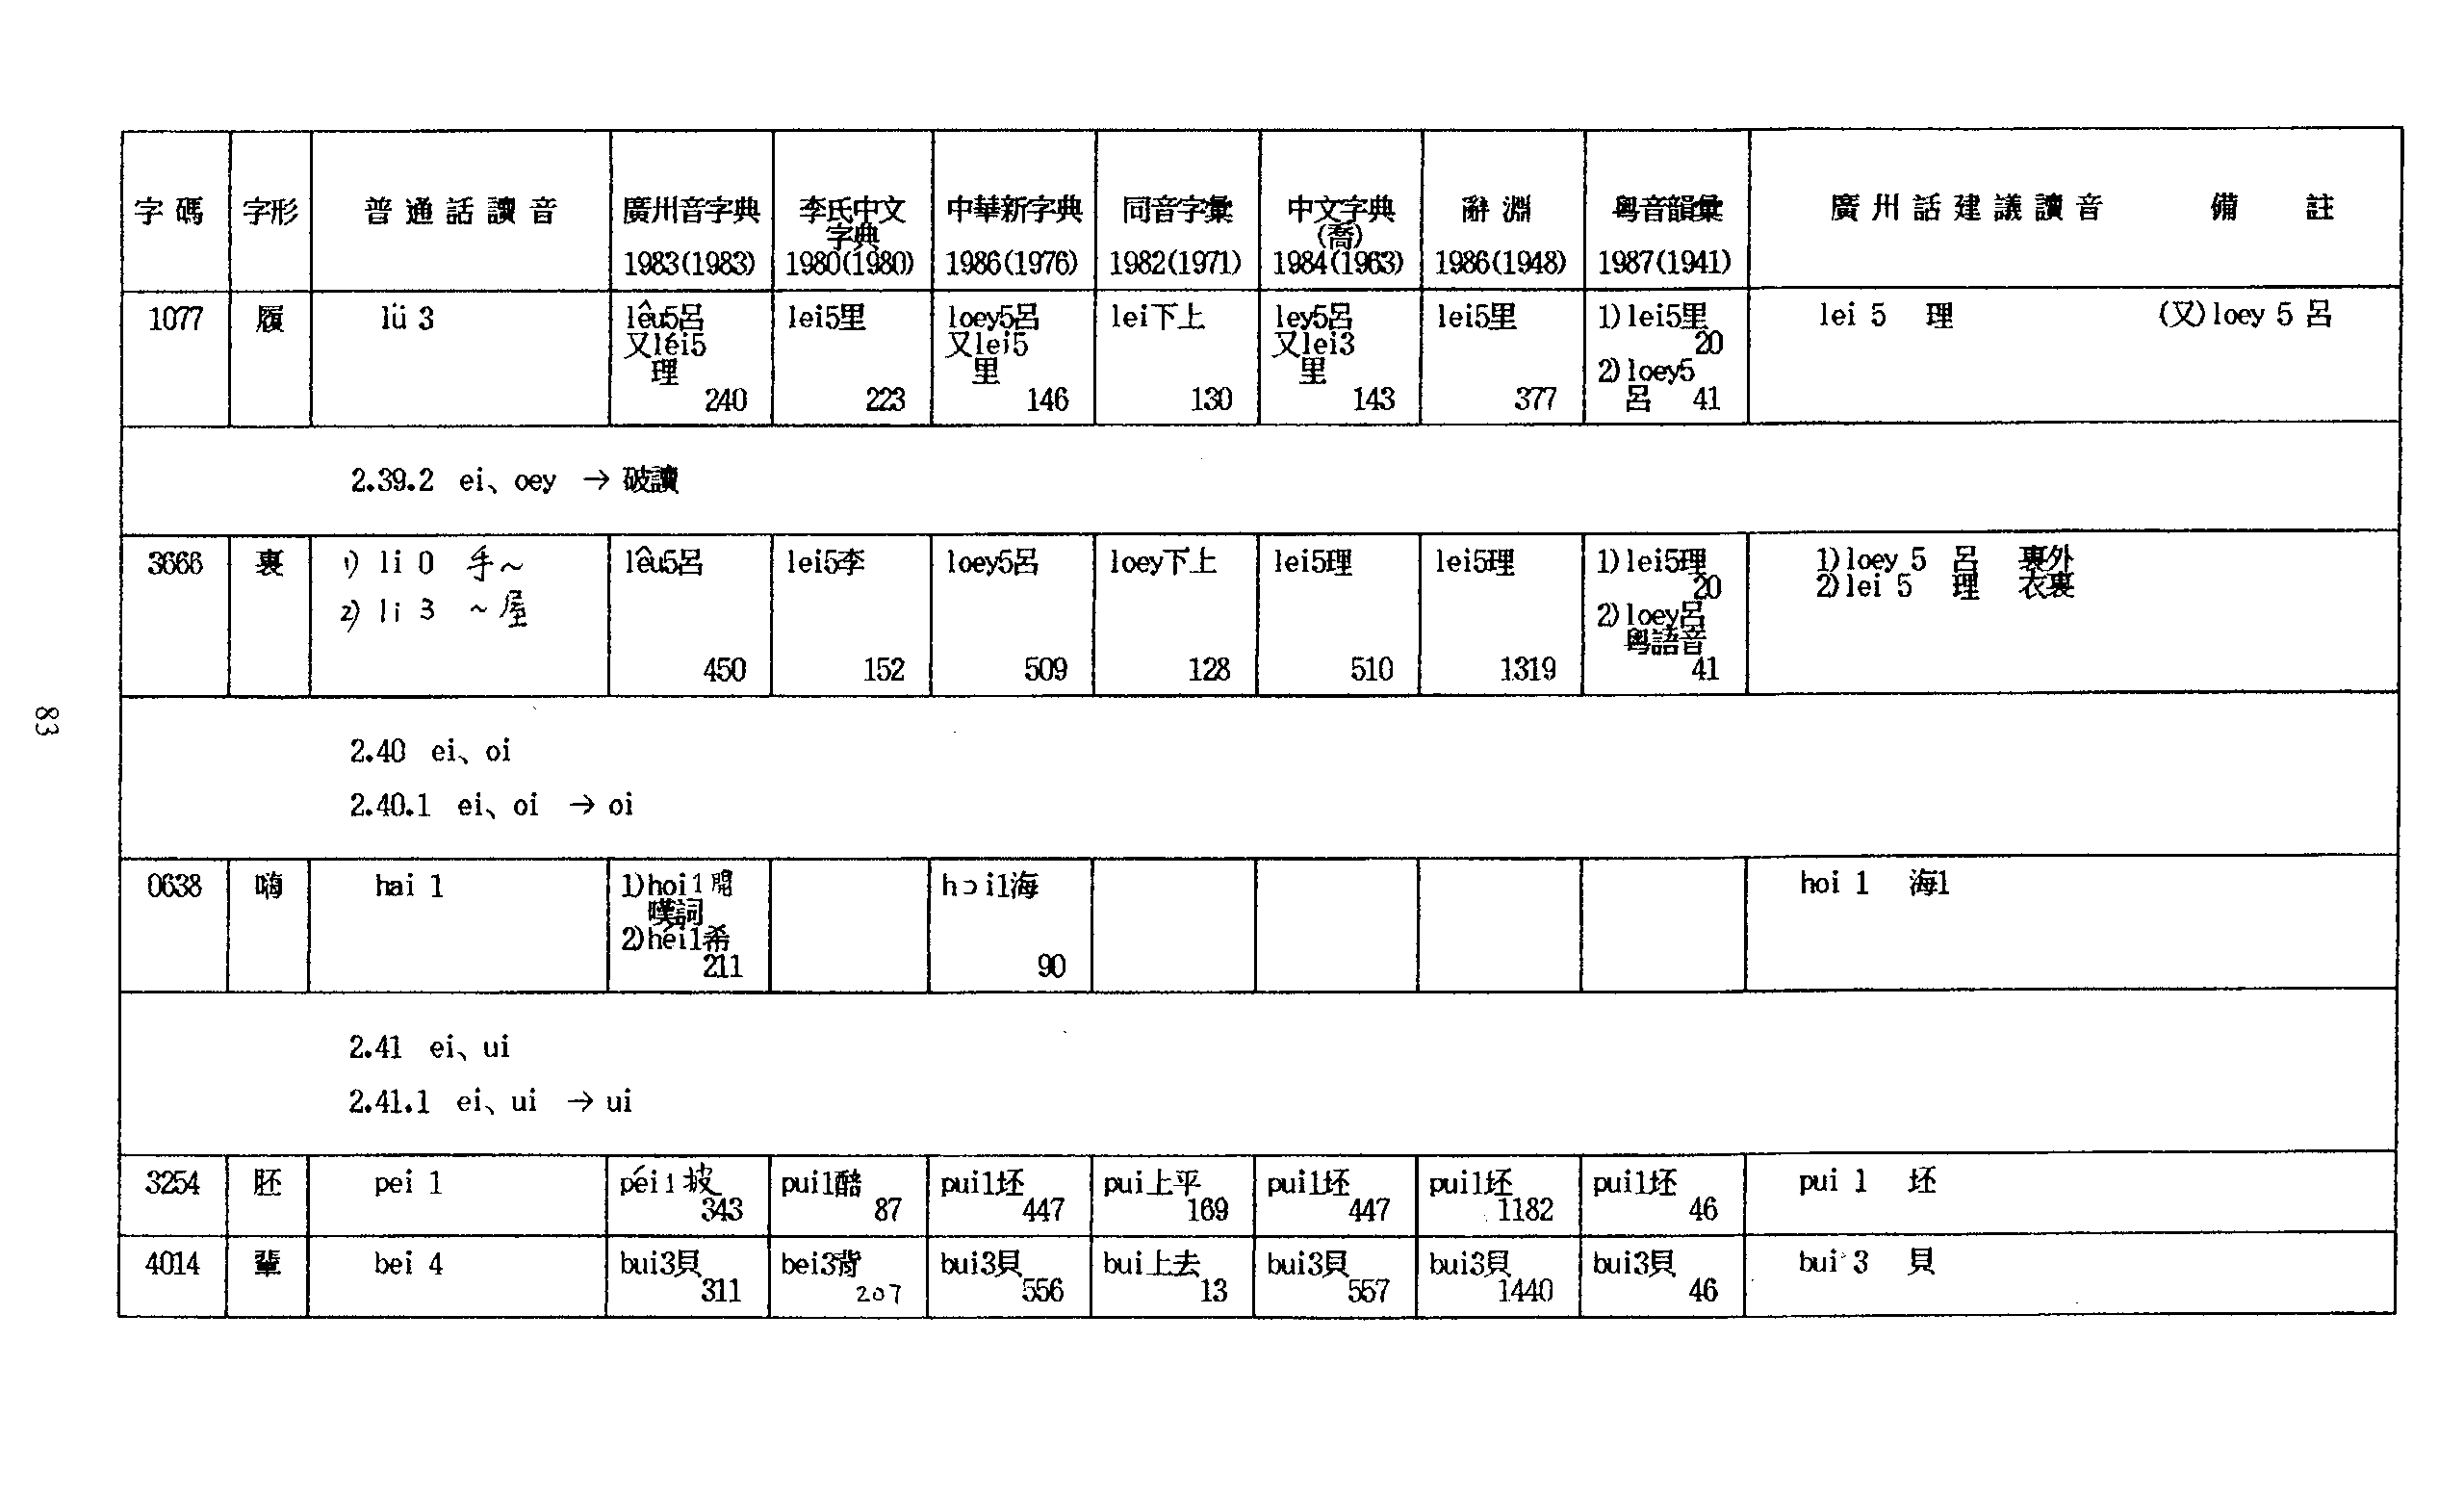 字碼 字形 普通話讀音 廣州音字典 李氏中文字典 中華新字典 同音字彙 中文字典(喬) 辭淵 粵音韻彙 廣州話建議讀音 備註
1983(1983) 1980(1980) 1986(1976) 1982(1971) 1984(1963) 1986(1948) 1987(1941)
1077 履 lü 3 lêu5呂 lei5里 loey5呂 lei下上 ley5呂 lei5里 1)lei5里 lei 5 理 (又)loey 5 呂
又léi5 又lei5 又lei3 20
理 里 里 2)loey5
240 223 146 130 143 377 呂 41
2.39.2 ei、oey → 破讀
3666 裏 1) li 0 手~ lêu5呂 lei5李 loey5呂 loey下上 lei5理 lei5理 1)lei5理 1)loey 5 呂 裏外
20 2)lei 5 理 衣裏
2) li 3 ~屋 2)loey呂
粵語音
450 152 509 128 510 1319 41
83
2.40 ei、oi
2.40.1 ei、oi → oi
0638 嗨 hai 1 1)hoi1開 hɔi1海 hoi 1 海1
嘆詞
2)héi1希
211 90
2.41 ei、ui
2.41.1 ei、ui → ui
3254 胚 pei 1 péi1坡 pui1醅 pui1坯 pui上平 pui1坯 pui1坯 pui1坯 pui 1 坯
343 87 447 169 447 1182 46
4014 輩 bei 4 bui3貝 bei3背 bui3貝 bui上去 bui3貝 bui3貝 bui3貝 bui 3 貝
311 207 556 13 557 1440 46